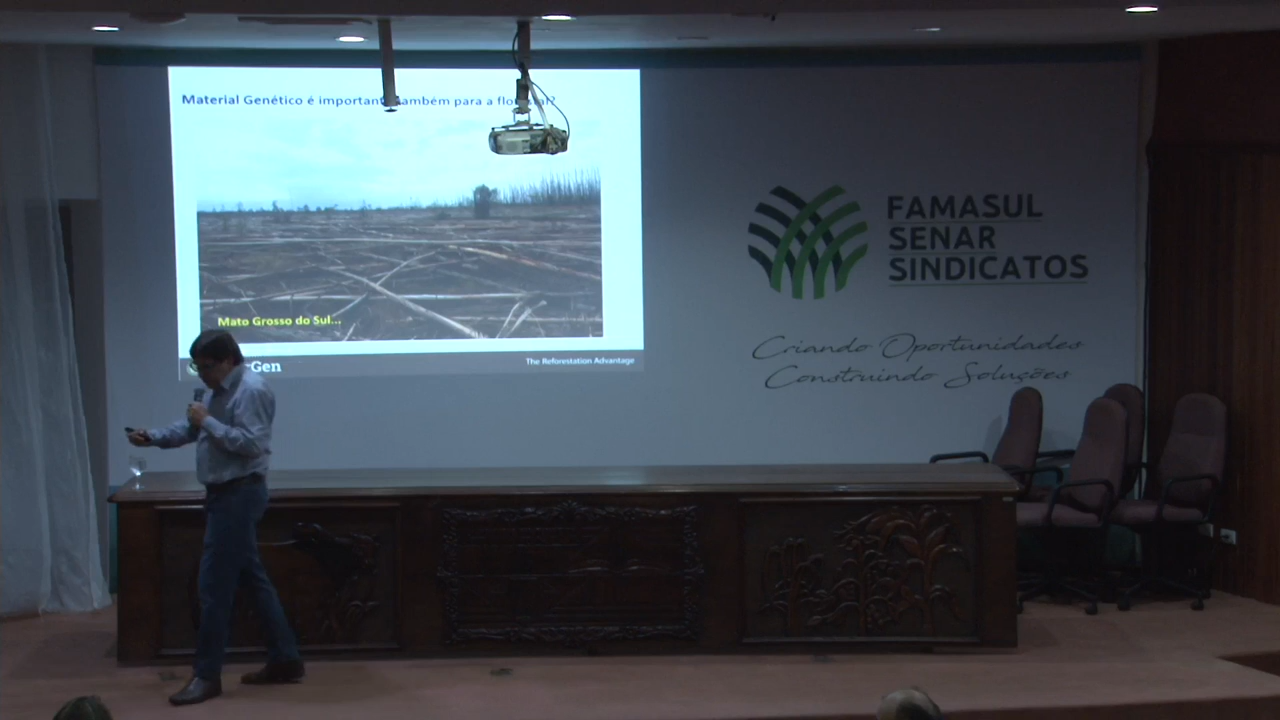 Material Genético é importante também para a florestal?
Mato Grosso do Sul...
Gen
The Reforestation Advantage
FAMASUL
SENAR
SINDICATOS
Criando Oportunidades
Construindo Soluções